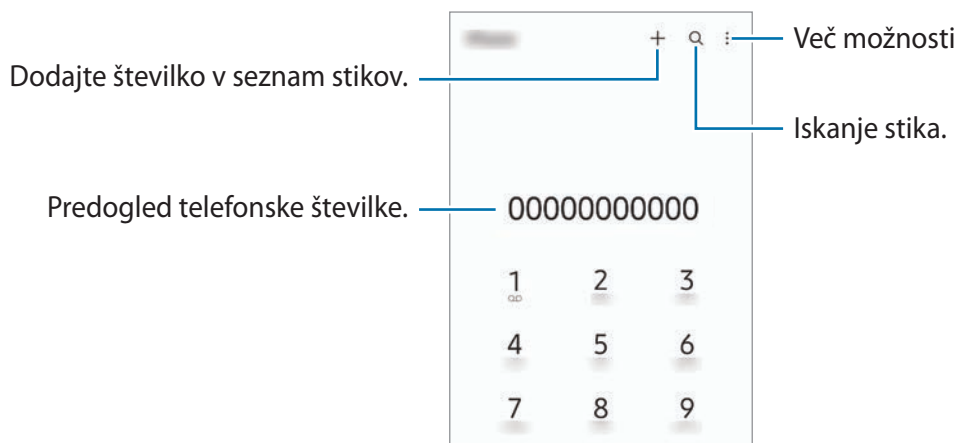 Več možnosti
Dodajte številko v seznam stikov.
Iskanje stika.
Predogled telefonske številke.
00000000000
1 2 3
4 5 6
7 8 9